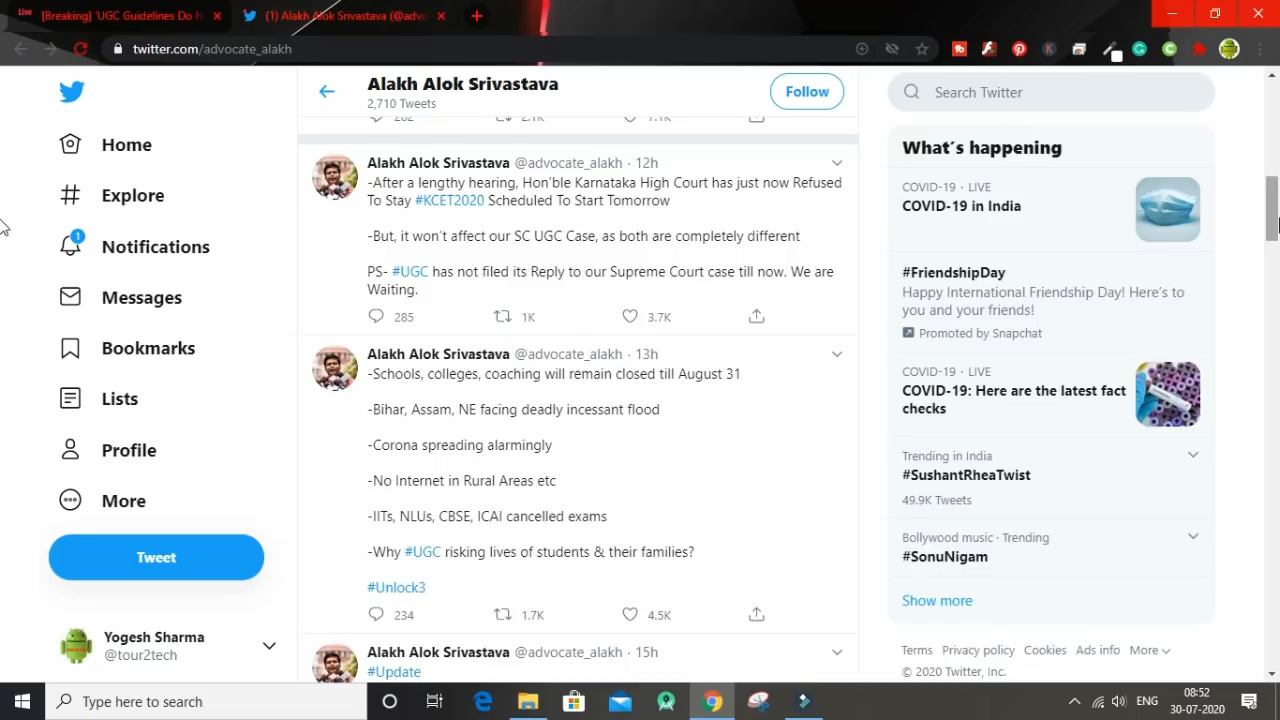 Live
[Breaking] 'UGC Guidelines Do N
(1) Alakh Alok Srivastava (@advo
twitter.com/advocate_alakh
Home
Explore
1
Notifications
Messages
Bookmarks
Lists
Profile
More
Tweet
Yogesh Sharma
@tour2tech
Alakh Alok Srivastava
2,710 Tweets
Follow
262 2.1K 7.1K
Alakh Alok Srivastava @advocate_alakh · 12h
-After a lengthy hearing, Hon'ble Karnataka High Court has just now Refused
To Stay #KCET2020 Scheduled To Start Tomorrow
-But, it won't affect our SC UGC Case, as both are completely different
PS- #UGC has not filed its Reply to our Supreme Court case till now. We are
Waiting.
285 1K 3.7K
Alakh Alok Srivastava @advocate_alakh · 13h
-Schools, colleges, coaching will remain closed till August 31
-Bihar, Assam, NE facing deadly incessant flood
-Corona spreading alarmingly
-No Internet in Rural Areas etc
-IITs, NLUs, CBSE, ICAI cancelled exams
-Why #UGC risking lives of students & their families?
#Unlock3
234 1.7K 4.5K
Alakh Alok Srivastava @advocate_alakh · 15h
#Update
Search Twitter
What's happening
COVID-19 · LIVE
COVID-19 in India
#FriendshipDay
Happy International Friendship Day! Here's to
you and your friends!
Promoted by Snapchat
COVID-19 · LIVE
COVID-19: Here are the latest fact
checks
Trending in India
#SushantRheaTwist
49.9K Tweets
Bollywood music · Trending
#SonuNigam
Show more
Terms Privacy policy Cookies Ads info More
© 2020 Twitter, Inc.
Type here to search
ENG
08:52
30-07-2020